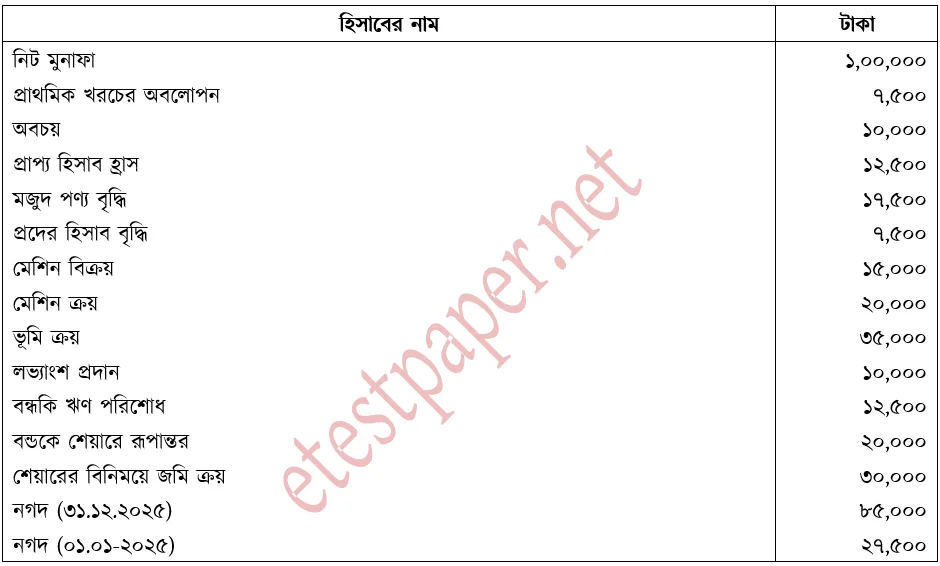 হিসাবের নাম টাকা
নিট মুনাফা ১,০০,০০০
প্রাথমিক খরচের অবলোপন ৭,৫০০
অবচয় ১০,০০০
প্রাপ্য হিসাব হ্রাস ১২,৫০০
মজুদ পণ্য বৃদ্ধি ১৭,৫০০
প্রদের হিসাব বৃদ্ধি ৭,৫০০
মেশিন বিক্রয় ১৫,০০০
মেশিন ক্রয় ২০,০০০
ভূমি ক্রয় ৩৫,০০০
লভ্যাংশ প্রদান ১০,০০০
বন্ধকি ঋণ পরিশোধ ১২,৫০০
বন্ডকে শেয়ারে রূপান্তর ২০,০০০
শেয়ারের বিনিময়ে জমি ক্রয় ৩০,০০০
নগদ (৩১.১২.২০২৫) ৮৫,০০০
নগদ (০১.০১-২০২৫) ২৭,৫০০
etestpaper.net